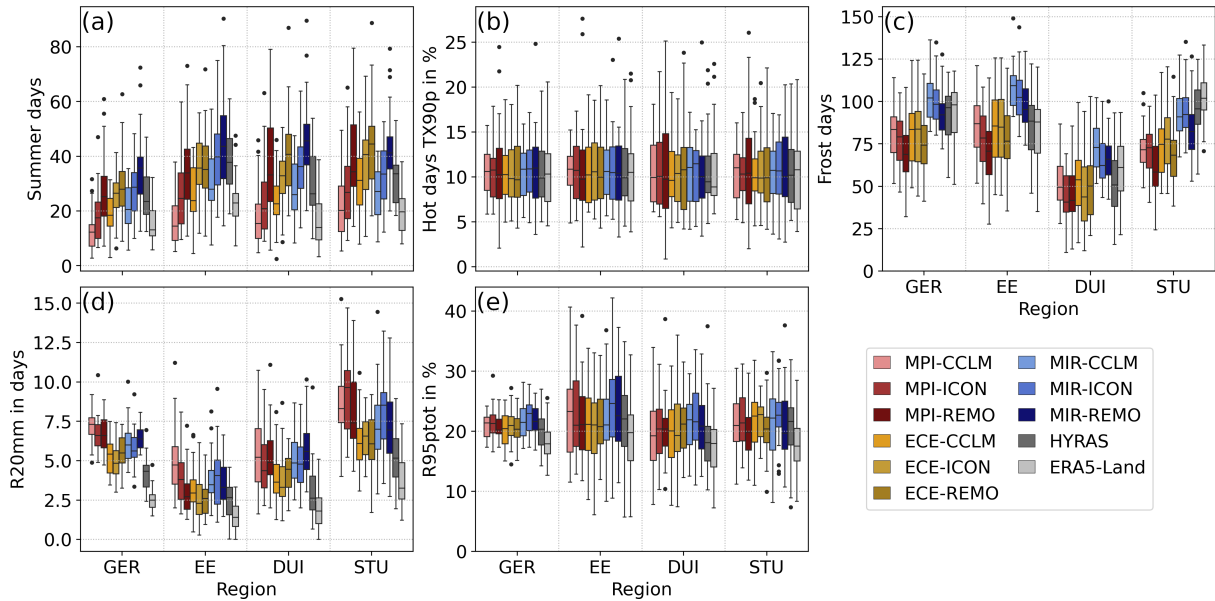 (a)
Summer days
80
60
40
20
0
(b)
Hot days TX90p in %
25
20
15
10
5
0
(c)
Frost days
150
125
100
75
50
25
0
GER EE DUI STU
Region
(d)
R20mm in days
15.0
12.5
10.0
7.5
5.0
2.5
0.0
GER EE DUI STU
Region
(e)
R95ptot in %
40
30
20
10
0
GER EE DUI STU
Region
MPI-CCLM
MPI-ICON
MPI-REMO
ECE-CCLM
ECE-ICON
ECE-REMO
MIR-CCLM
MIR-ICON
MIR-REMO
HYRAS
ERA5-Land